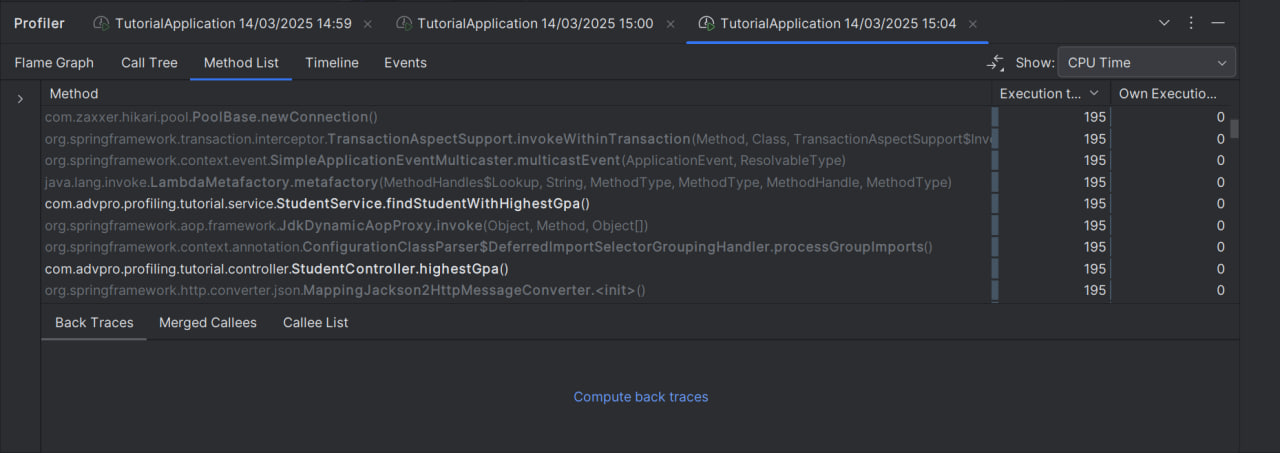 Profiler TutorialApplication 14/03/2025 14:59 TutorialApplication 14/03/2025 15:00 TutorialApplication 14/03/2025 15:04
Flame Graph Call Tree Method List Timeline Events Show: CPU Time
Method Execution t... Own Executio...
com.zaxxer.hikari.pool.PoolBase.newConnection() 195 0
org.springframework.transaction.interceptor.TransactionAspectSupport.invokeWithinTransaction(Method, Class, TransactionAspectSupport$Invo 195 0
org.springframework.context.event.SimpleApplicationEventMulticaster.multicastEvent(ApplicationEvent, ResolvableType) 195 0
java.lang.invoke.LambdaMetafactory.metafactory(MethodHandles$Lookup, String, MethodType, MethodType, MethodHandle, MethodType) 195 0
com.advpro.profiling.tutorial.service.StudentService.findStudentWithHighestGpa() 195 0
org.springframework.aop.framework.JdkDynamicAopProxy.invoke(Object, Method, Object[]) 195 0
org.springframework.context.annotation.ConfigurationClassParser$DeferredImportSelectorGroupingHandler.processGroupImports() 195 0
com.advpro.profiling.tutorial.controller.StudentController.highestGpa() 195 0
org.springframework.http.converter.json.MappingJackson2HttpMessageConverter.<init>() 195 0
Back Traces Merged Callees Callee List
Compute back traces